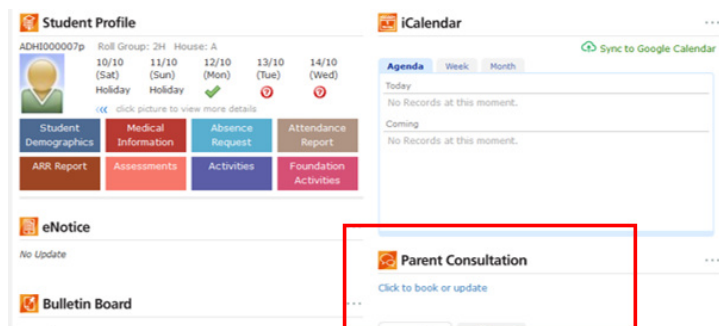 Student Profile
ADHI000007p Roll Group: 2H House: A
10/10 11/10 12/10 13/10 14/10
(Sat) (Sun) (Mon) (Tue) (Wed)
Holiday Holiday
click picture to view more details
Student Demographics
Medical Information
Absence Request
Attendance Report
ARR Report
Assessments
Activities
Foundation Activities
eNotice
No Update
Bulletin Board
iCalendar
Sync to Google Calendar
Agenda Week Month
Today
No Records at this moment.
Coming
No Records at this moment.
Parent Consultation
Click to book or update